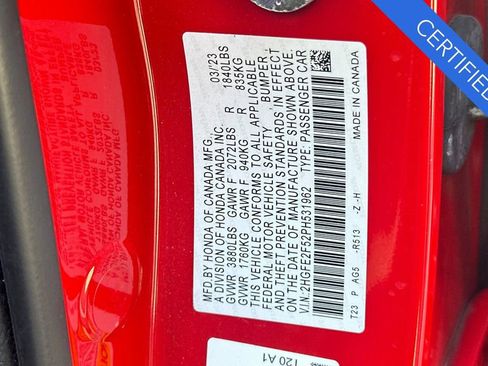 MFD BY HONDA OF CANADA MFG. 03/23
A DIV. OF HONDA CANADA INC.
GVWR 3880LBS GAWR F 2072LBS R 1840LBS
GVWR 1760KG GAWR F 940KG R 835KG
THIS VEHICLE CONFORMS TO ALL APPLICABLE
FEDERAL MOTOR VEHICLE SAFETY BUMPER,
AND THEFT PREVENTION STANDARDS IN EFFECT
ON THE DATE OF MANUFACTURE SHOWN ABOVE.
V.I.N: 2HGFE2F52PH531962 TYPE: PASSENGER CAR
T23 P AG5 -R513 -Z -H MADE IN CANADA
T20 A1
CERTIFIED